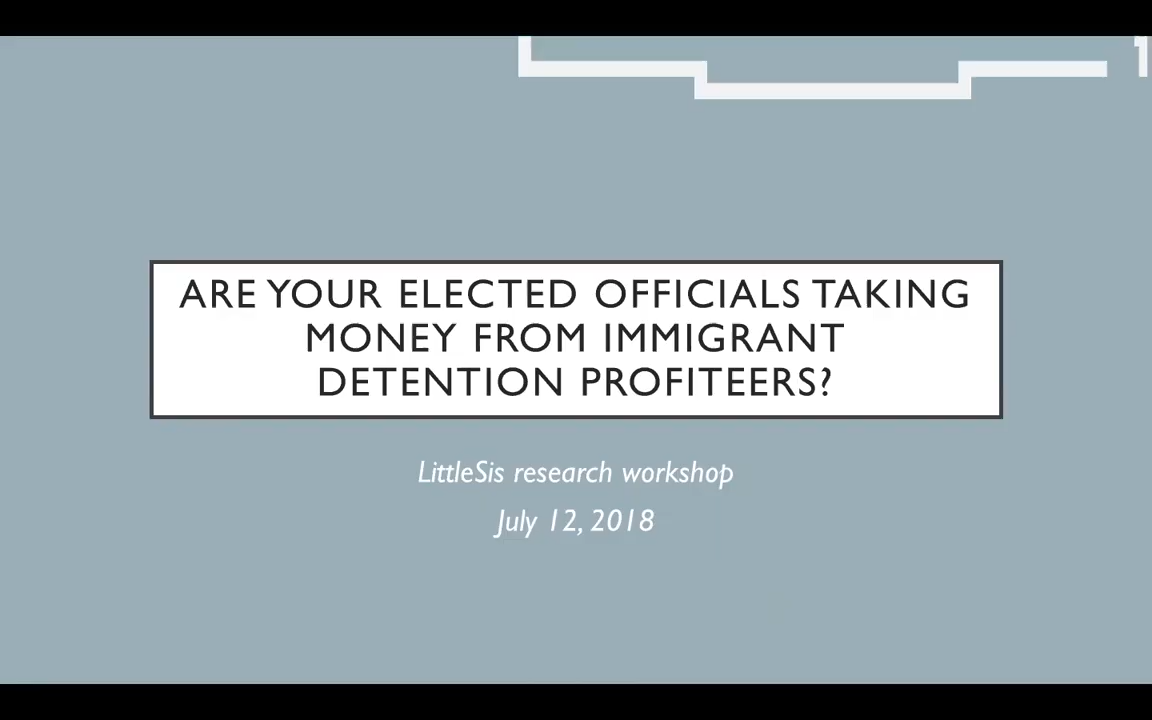 ARE YOUR ELECTED OFFICIALS TAKING
MONEY FROM IMMIGRANT
DETENTION PROFITEERS?
LittleSis research workshop
July 12, 2018